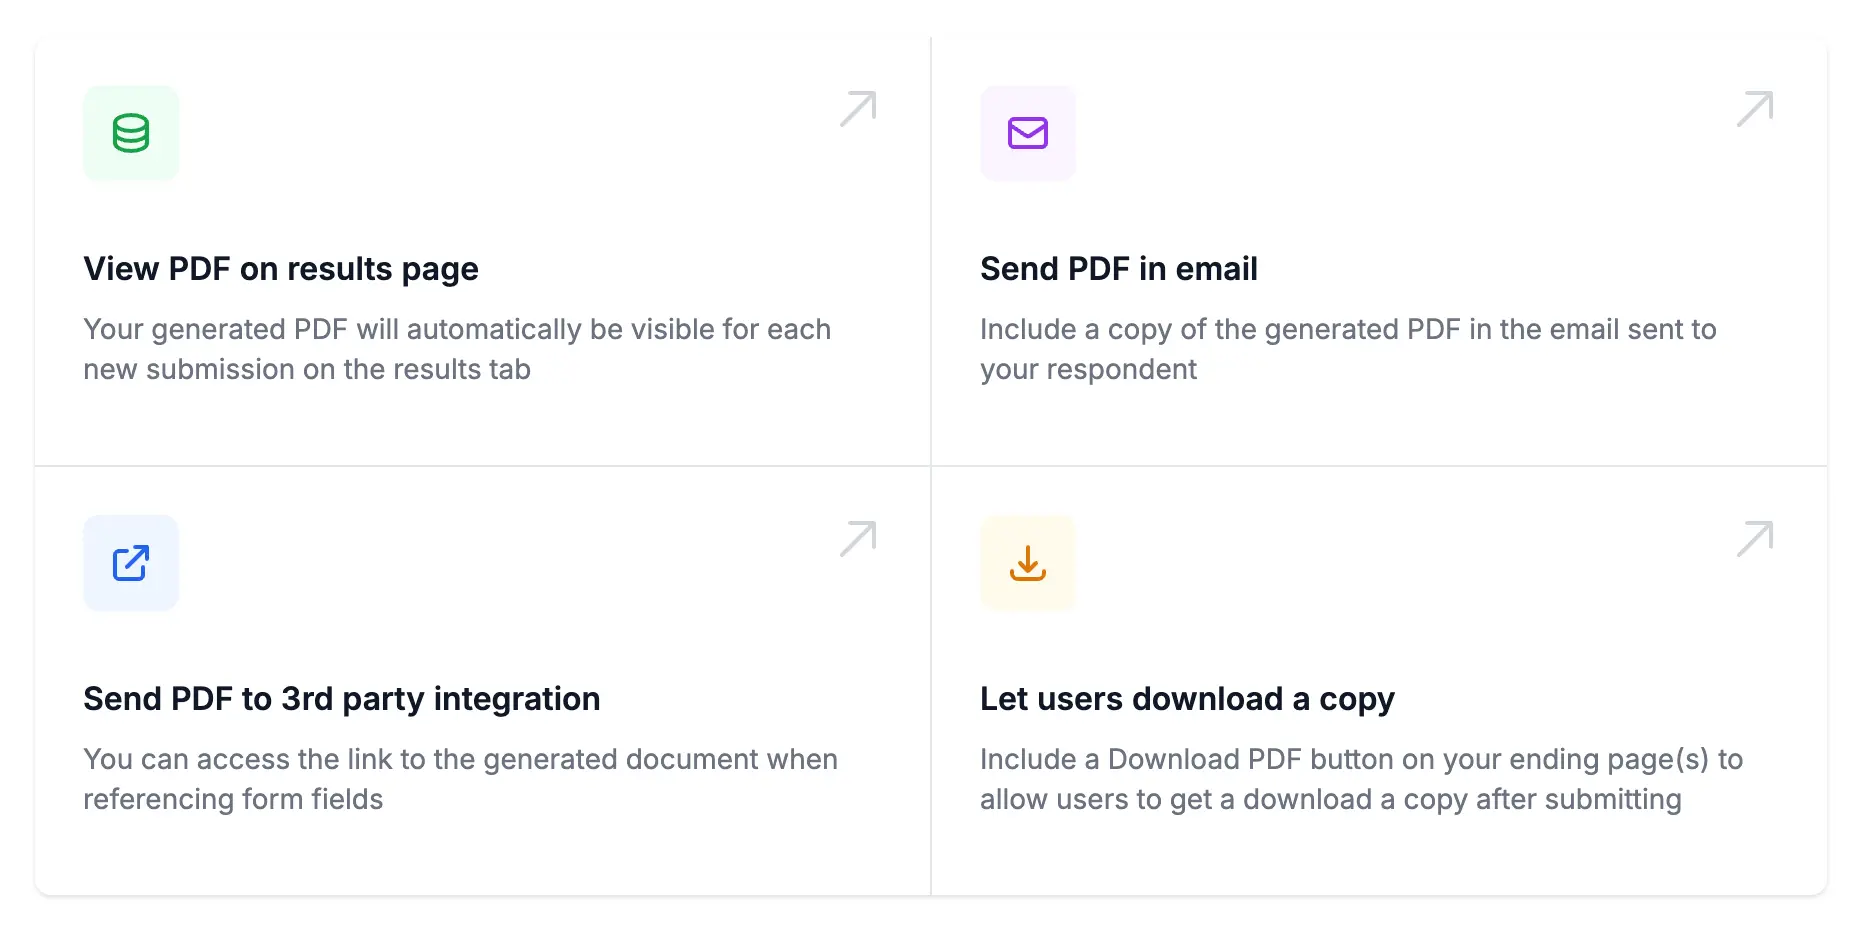 View PDF on results page
Your generated PDF will automatically be visible for each
new submission on the results tab
Send PDF in email
Include a copy of the generated PDF in the email sent to
your respondent
Send PDF to 3rd party integration
You can access the link to the generated document when
referencing form fields
Let users download a copy
Include a Download PDF button on your ending page(s) to
allow users to get a download a copy after submitting